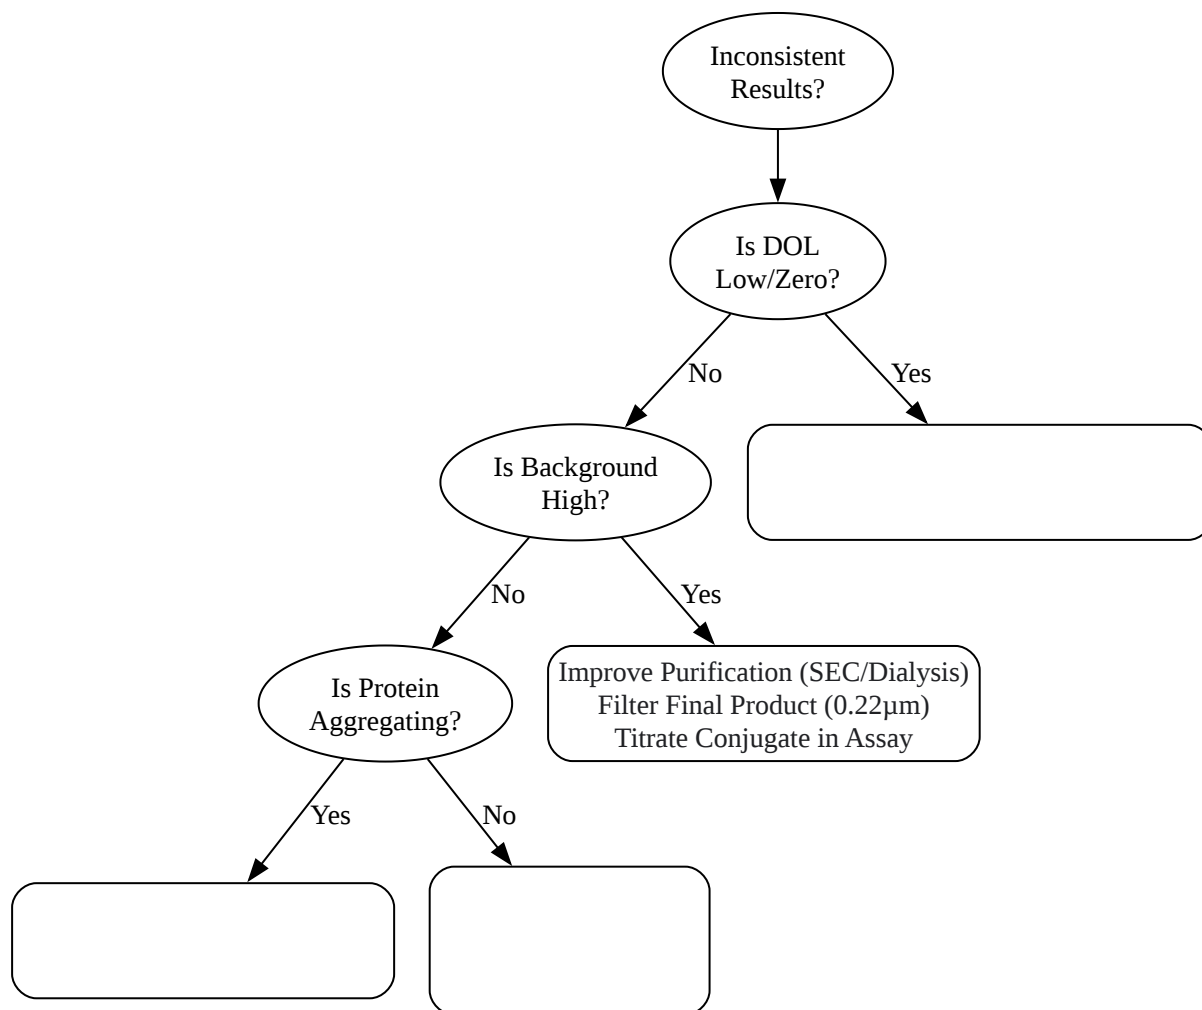 Inconsistent
Results?
Is DOL
Low/Zero?
No
Yes
Is Background
High?
No
Yes
Is Protein
Aggregating?
Improve Purification (SEC/Dialysis)
Filter Final Product (0.22µm)
Titrate Conjugate in Assay
Yes
No